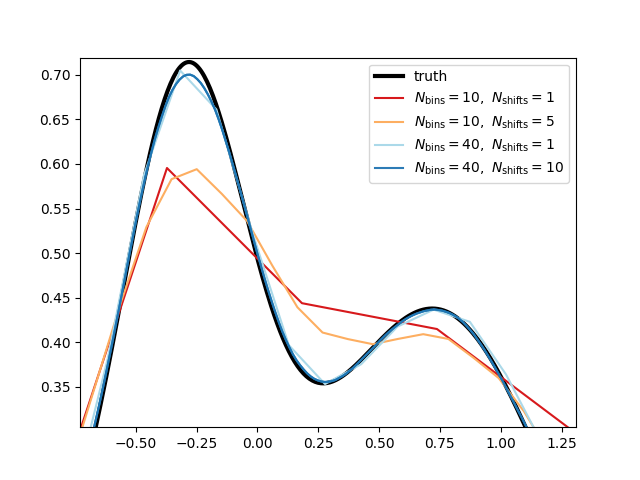 0.70
0.65
0.60
0.55
0.50
0.45
0.40
0.35
truth
N_bins = 10, N_shifts = 1
N_bins = 10, N_shifts = 5
N_bins = 40, N_shifts = 1
N_bins = 40, N_shifts = 10
−0.50 −0.25 0.00 0.25 0.50 0.75 1.00 1.25